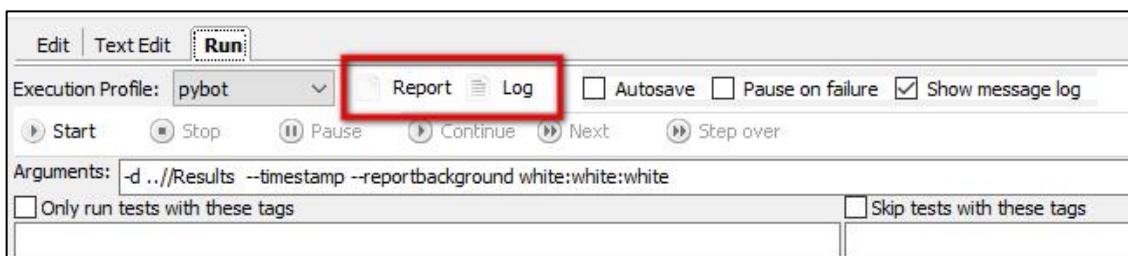 Edit Text Edit Run
Execution Profile: pybot Report Log Autosave Pause on failure Show message log
Start Stop Pause Continue Next Step over
Arguments: -d ..//Results --timestamp --reportbackground white:white:white
Only run tests with these tags Skip tests with these tags